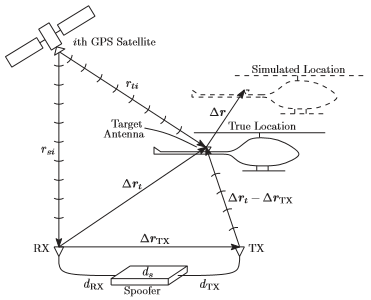 ith GPS Satellite
Simulated Location
r_ti
Δr
Target
Antenna
True Location
r_si
Δr_t
Δr_t − Δr_TX
Δr_TX
RX
TX
d_s
d_RX
Spoofer
d_TX